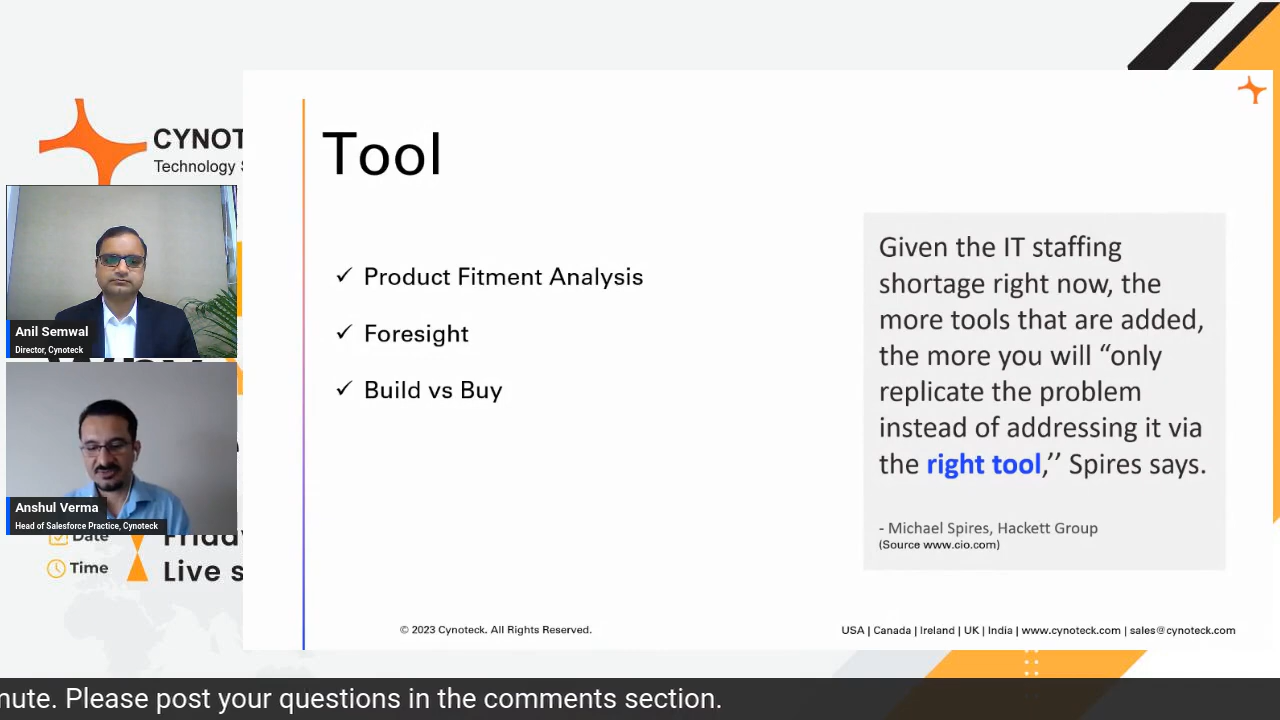 CYNOT
Technology S
Anil Semwal
Director, Cynoteck
Anshul Verma
Head of Salesforce Practice, Cynoteck
Date
Friday
Time
Live s
Tool
✓ Product Fitment Analysis
✓ Foresight
✓ Build vs Buy
Given the IT staffing
shortage right now, the
more tools that are added,
the more you will “only
replicate the problem
instead of addressing it via
the right tool,’’ Spires says.
- Michael Spires, Hackett Group
(Source www.cio.com)
© 2023 Cynoteck. All Rights Reserved.
USA | Canada | Ireland | UK | India | www.cynoteck.com | sales@cynoteck.com
nute. Please post your questions in the comments section.